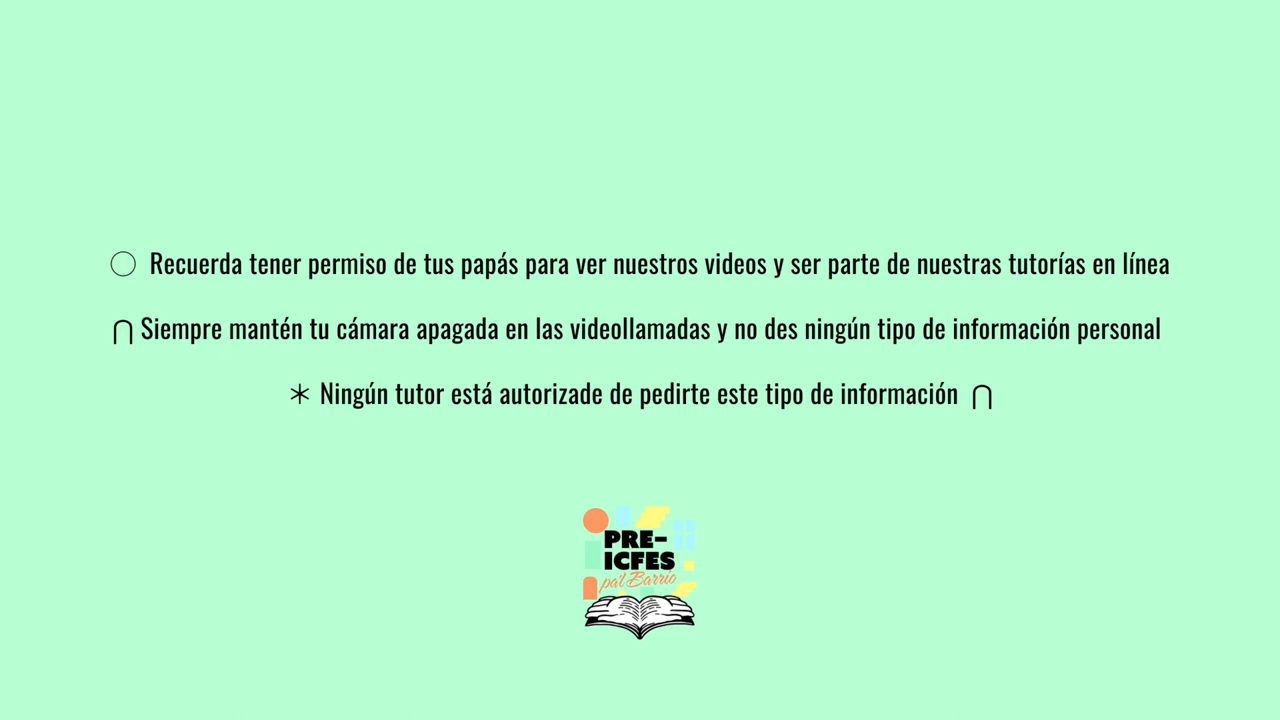 Recuerda tener permiso de tus papás para ver nuestros videos y ser parte de nuestras tutorías en línea
Siempre mantén tu cámara apagada en las videollamadas y no des ningún tipo de información personal
Ningún tutor está autorizade de pedirte este tipo de información
PRE-
ICFES
pa'l Barrio